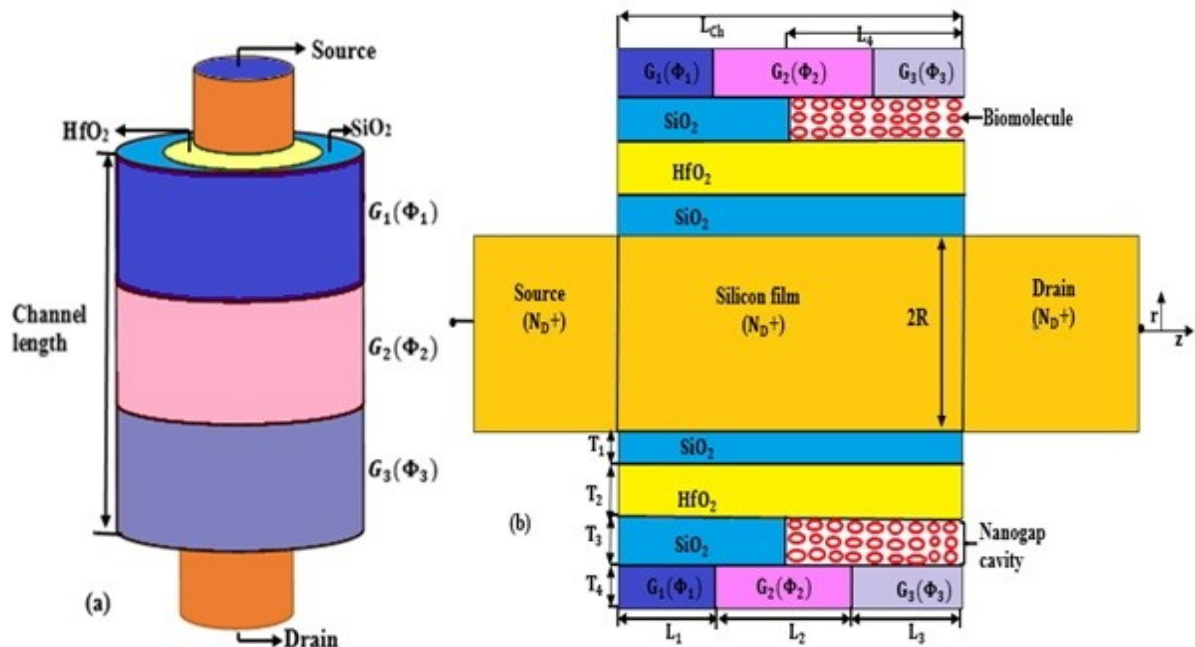 Source
HfO₂
SiO₂
G₁(Φ₁)
Channel
length
G₂(Φ₂)
G₃(Φ₃)
(a)
Drain
L_Ch
L₄
G₁(Φ₁)
G₂(Φ₂)
G₃(Φ₃)
SiO₂
Biomolecule
HfO₂
SiO₂
Source
(N_D+)
Silicon film
(N_D+)
2R
Drain
(N_D+)
r
z
T₁
SiO₂
T₂
HfO₂
(b)
T₃
SiO₂
Nanogap
cavity
T₄
G₁(Φ₁)
G₂(Φ₂)
G₃(Φ₃)
L₁
L₂
L₃